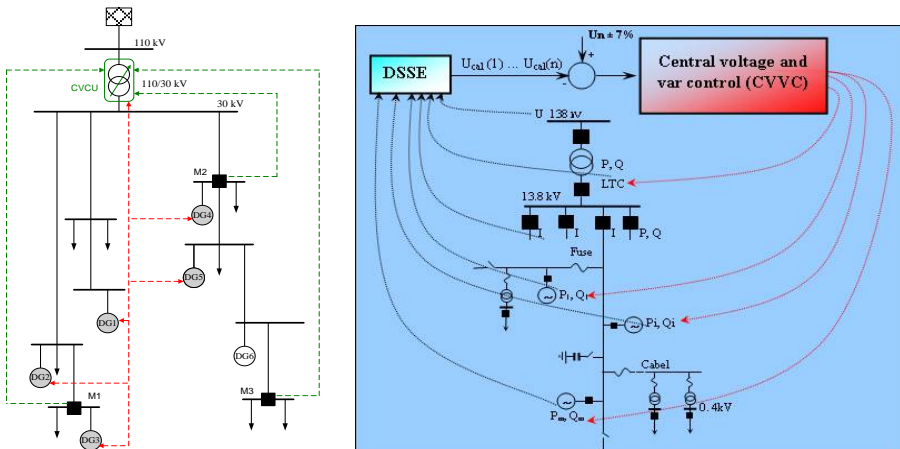 110 kV
CVCU
110/30 kV
30 kV
M2
DG4
DG5
DG1
DG6
DG2
M1
M3
DG3
Un ± 7%
DSSE
Ucal (1) ... Ucal(n)
+
-
Central voltage and
var control (CVVC)
U 138 kV
P, Q
LTC
13.8 kV
I I I P, Q
Fuse
Pi, Qi
Pi, Qi
Cabel
Pm, Qm
0.4kV